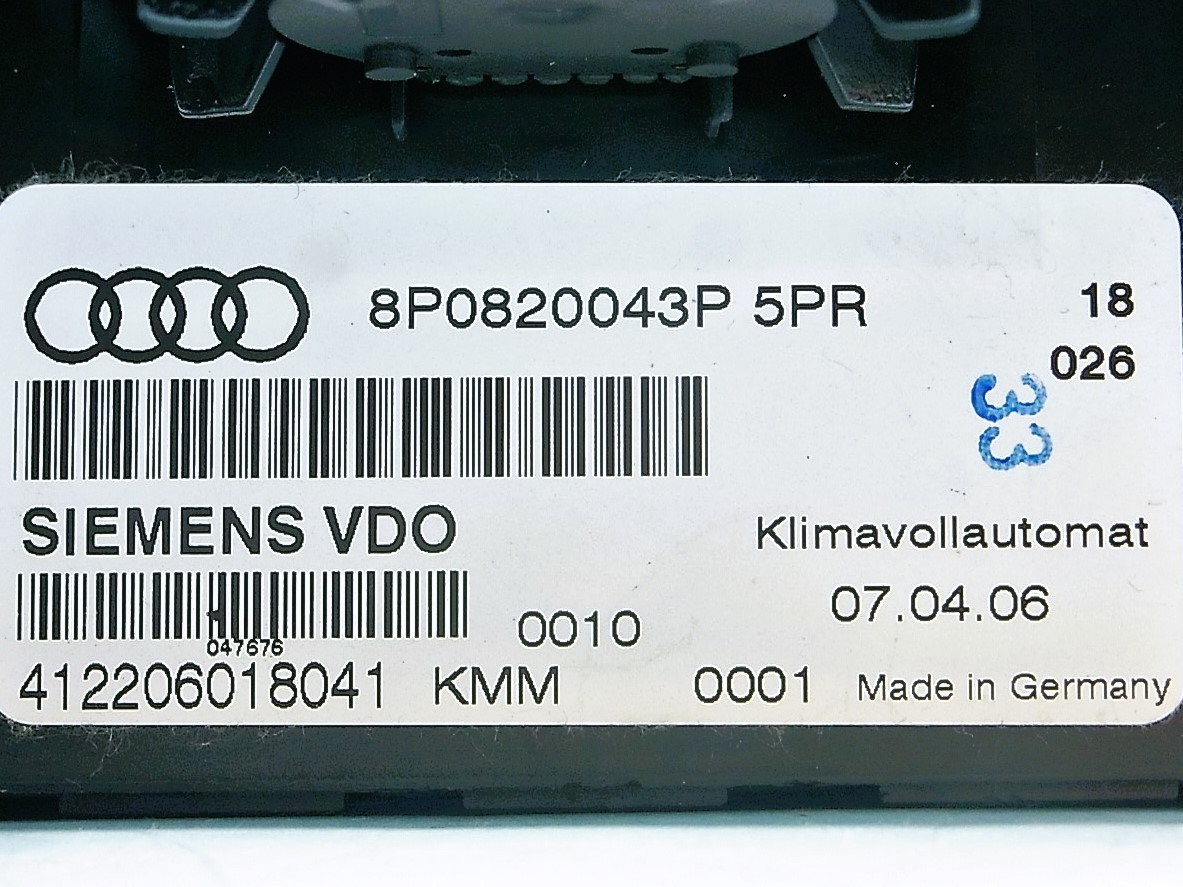 8P0820043P 5PR 18
026
33
SIEMENS VDO
Klimavollautomat
07.04.06
0010
047676
412206018041 KMM 0001 Made in Germany